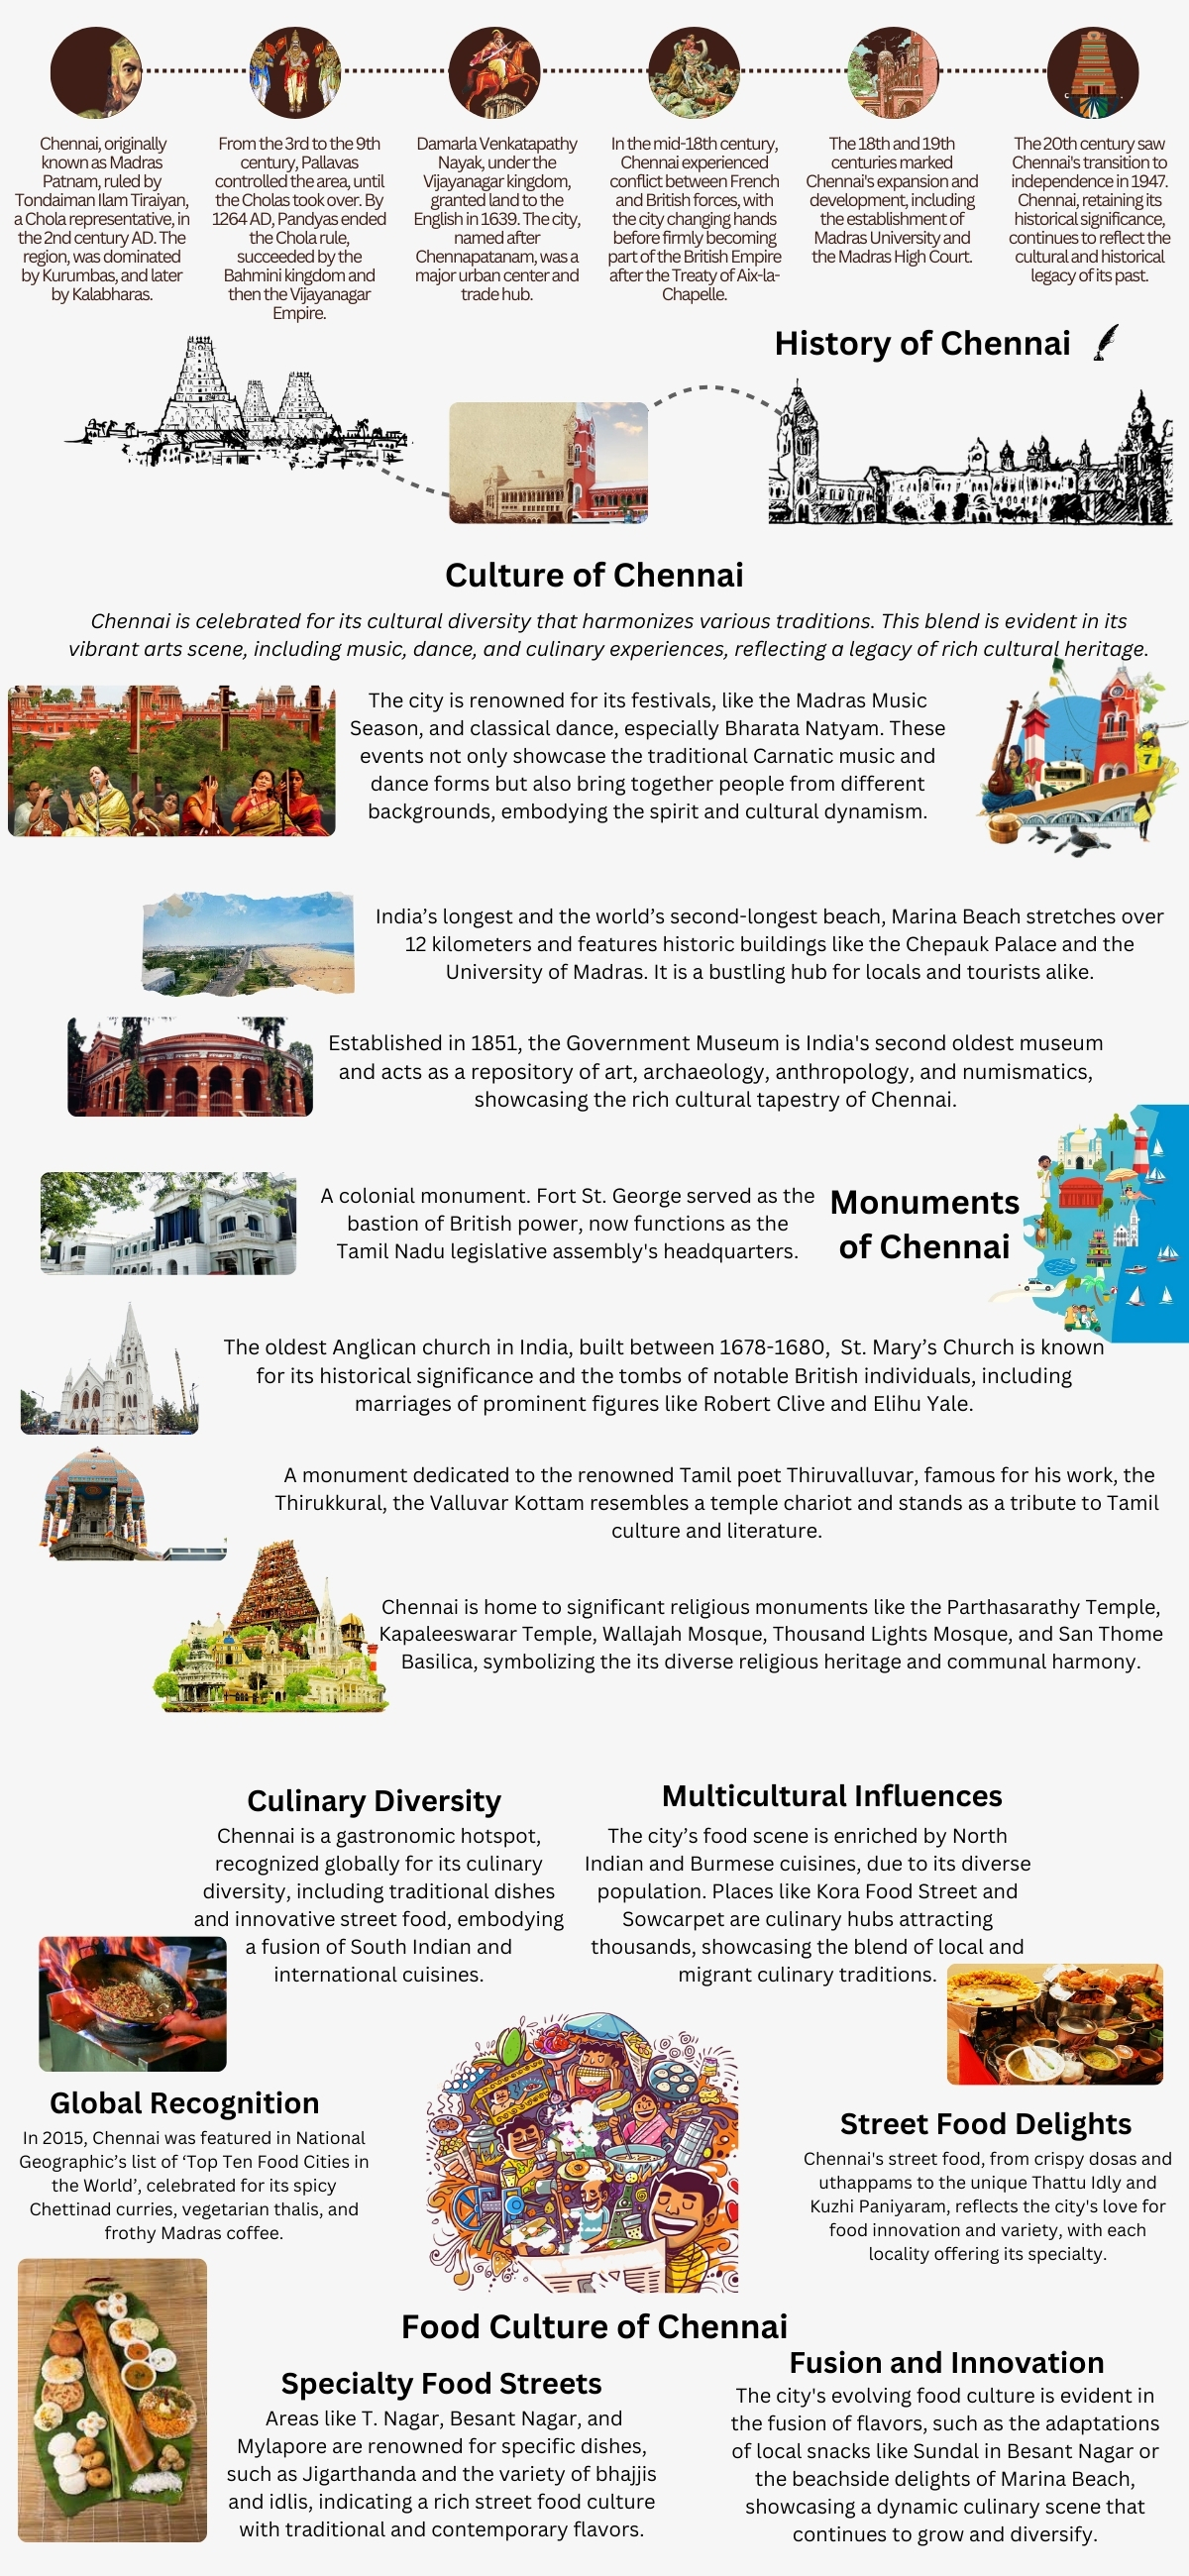 Chennai, originally
known as Madras
Patnam, ruled by
Tondaiman Ilam Tiraiyan,
a Chola representative, in
the 2nd century AD. The
region, was dominated
by Kurumbas, and later
by Kalabharas.
From the 3rd to the 9th
century, Pallavas
controlled the area, until
the Cholas took over. By
1264 AD, Pandyas ended
the Chola rule,
succeeded by the
Bahmini kingdom and
then the Vijayanagar
Empire.
Damarla Venkatapathy
Nayak, under the
Vijayanagar kingdom,
granted land to the
English in 1639. The city,
named after
Chennapatanam, was a
major urban center and
trade hub.
In the mid-18th century,
Chennai experienced
conflict between French
and British forces, with
the city changing hands
before firmly becoming
part of the British Empire
after the Treaty of Aix-la-
Chapelle.
The 18th and 19th
centuries marked
Chennai's expansion and
development, including
the establishment of
Madras University and
the Madras High Court.
The 20th century saw
Chennai's transition to
independence in 1947.
Chennai, retaining its
historical significance,
continues to reflect the
cultural and historical
legacy of its past.
History of Chennai
Culture of Chennai
Chennai is celebrated for its cultural diversity that harmonizes various traditions. This blend is evident in its
vibrant arts scene, including music, dance, and culinary experiences, reflecting a legacy of rich cultural heritage.
The city is renowned for its festivals, like the Madras Music
Season, and classical dance, especially Bharata Natyam. These
events not only showcase the traditional Carnatic music and
dance forms but also bring together people from different
backgrounds, embodying the spirit and cultural dynamism.
7
India’s longest and the world’s second-longest beach, Marina Beach stretches over
12 kilometers and features historic buildings like the Chepauk Palace and the
University of Madras. It is a bustling hub for locals and tourists alike.
Established in 1851, the Government Museum is India's second oldest museum
and acts as a repository of art, archaeology, anthropology, and numismatics,
showcasing the rich cultural tapestry of Chennai.
A colonial monument. Fort St. George served as the
bastion of British power, now functions as the
Tamil Nadu legislative assembly's headquarters.
Monuments
of Chennai
The oldest Anglican church in India, built between 1678-1680,  St. Mary’s Church is known
for its historical significance and the tombs of notable British individuals, including
marriages of prominent figures like Robert Clive and Elihu Yale.
A monument dedicated to the renowned Tamil poet Thiruvalluvar, famous for his work, the
Thirukkural, the Valluvar Kottam resembles a temple chariot and stands as a tribute to Tamil
culture and literature.
Chennai is home to significant religious monuments like the Parthasarathy Temple,
Kapaleeswarar Temple, Wallajah Mosque, Thousand Lights Mosque, and San Thome
Basilica, symbolizing the its diverse religious heritage and communal harmony.
Culinary Diversity
Chennai is a gastronomic hotspot,
recognized globally for its culinary
diversity, including traditional dishes
and innovative street food, embodying
a fusion of South Indian and
international cuisines.
Multicultural Influences
The city’s food scene is enriched by North
Indian and Burmese cuisines, due to its diverse
population. Places like Kora Food Street and
Sowcarpet are culinary hubs attracting
thousands, showcasing the blend of local and
migrant culinary traditions.
Global Recognition
In 2015, Chennai was featured in National
Geographic’s list of ‘Top Ten Food Cities in
the World’, celebrated for its spicy
Chettinad curries, vegetarian thalis, and
frothy Madras coffee.
Street Food Delights
Chennai's street food, from crispy dosas and
uthappams to the unique Thattu Idly and
Kuzhi Paniyaram, reflects the city's love for
food innovation and variety, with each
locality offering its specialty.
Food Culture of Chennai
Specialty Food Streets
Areas like T. Nagar, Besant Nagar, and
Mylapore are renowned for specific dishes,
such as Jigarthanda and the variety of bhajjis
and idlis, indicating a rich street food culture
with traditional and contemporary flavors.
Fusion and Innovation
The city's evolving food culture is evident in
the fusion of flavors, such as the adaptations
of local snacks like Sundal in Besant Nagar or
the beachside delights of Marina Beach,
showcasing a dynamic culinary scene that
continues to grow and diversify.